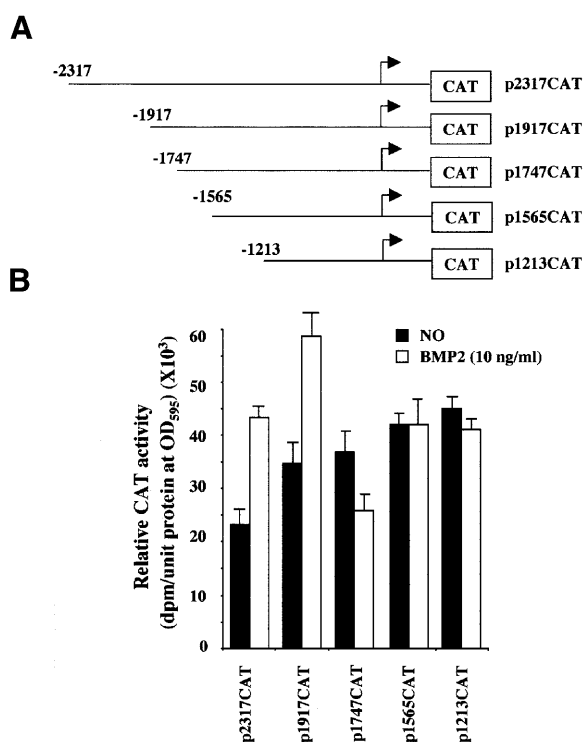 A
-2317
CAT
p2317CAT
-1917
CAT
p1917CAT
-1747
CAT
p1747CAT
-1565
CAT
p1565CAT
-1213
CAT
p1213CAT
B
NO
BMP2 (10 ng/ml)
Relative CAT activity
(dpm/unit protein at OD595) (X10³)
60
50
40
30
20
10
0
p2317CAT
p1917CAT
p1747CAT
p1565CAT
p1213CAT